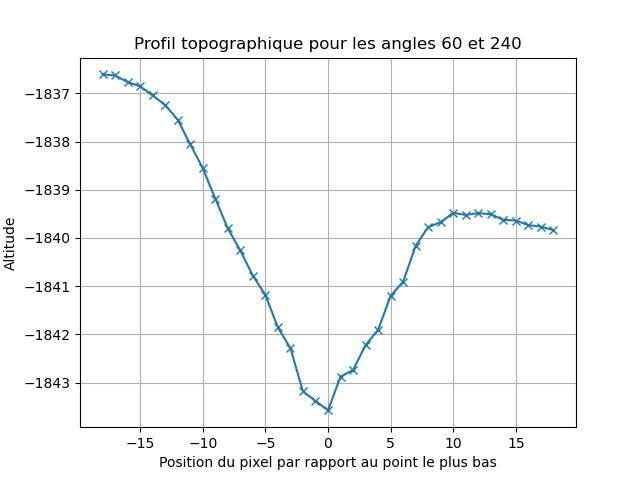 Profil topographique pour les angles 60 et 240
Altitude
−1837
−1838
−1839
−1840
−1841
−1842
−1843
−15 −10 −5 0 5 10 15
Position du pixel par rapport au point le plus bas